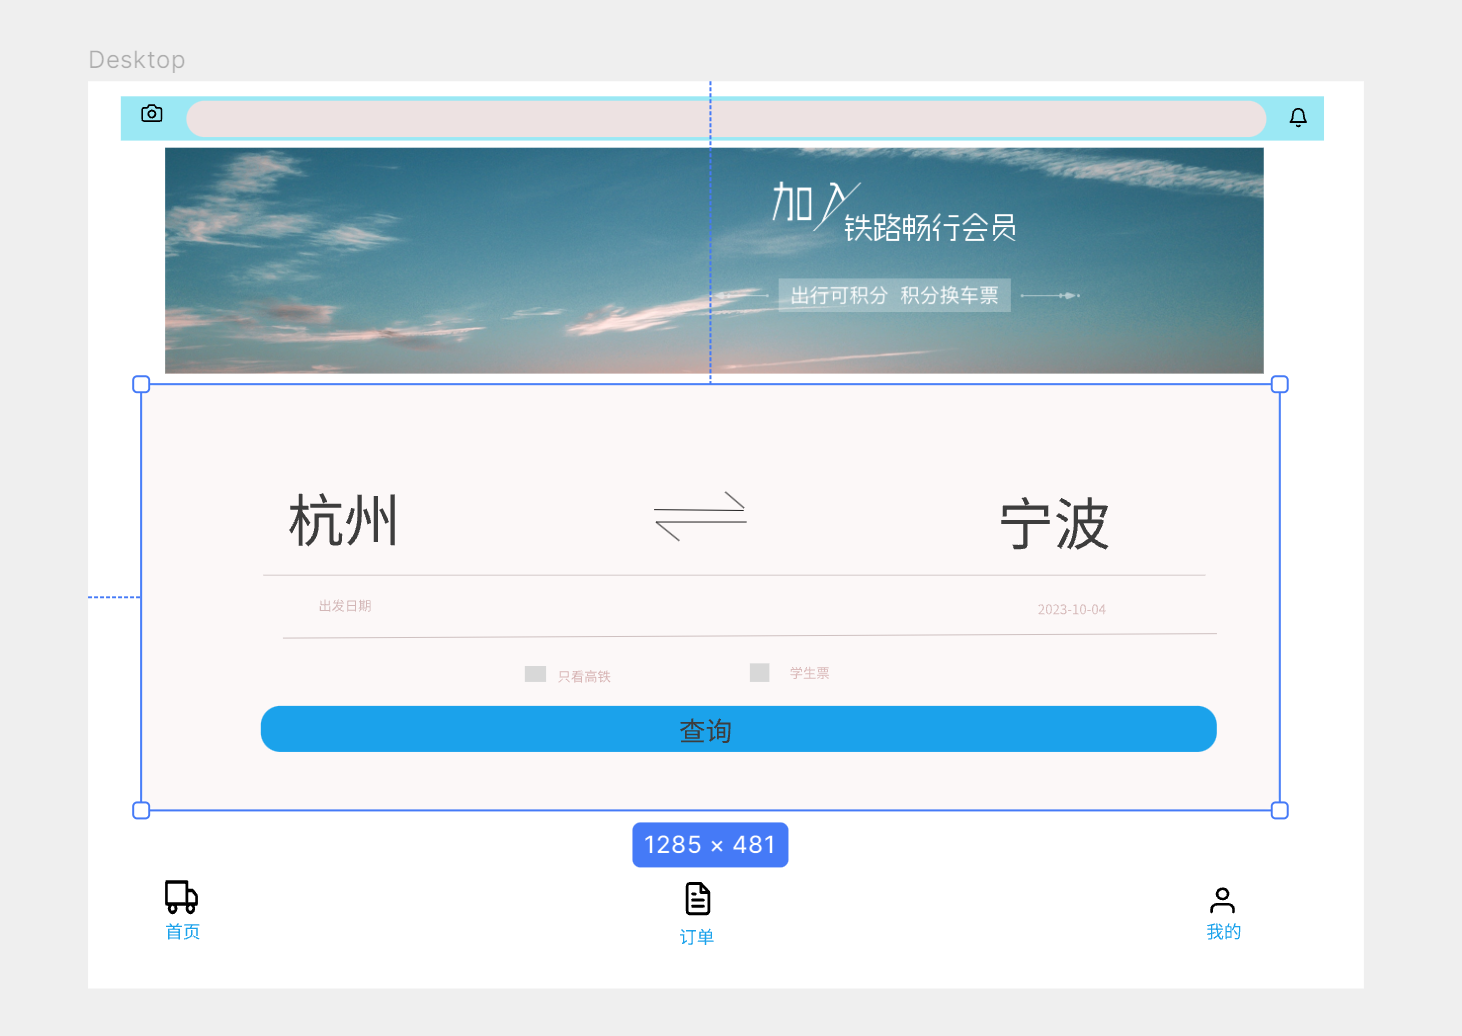 Desktop
加入
铁路畅行会员
出行可积分 积分换车票
杭州
宁波
出发日期
2023-10-04
只看高铁
学生票
查询
1285 × 481
首页
订单
我的